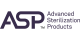 ASP Advanced
Sterilization
Products